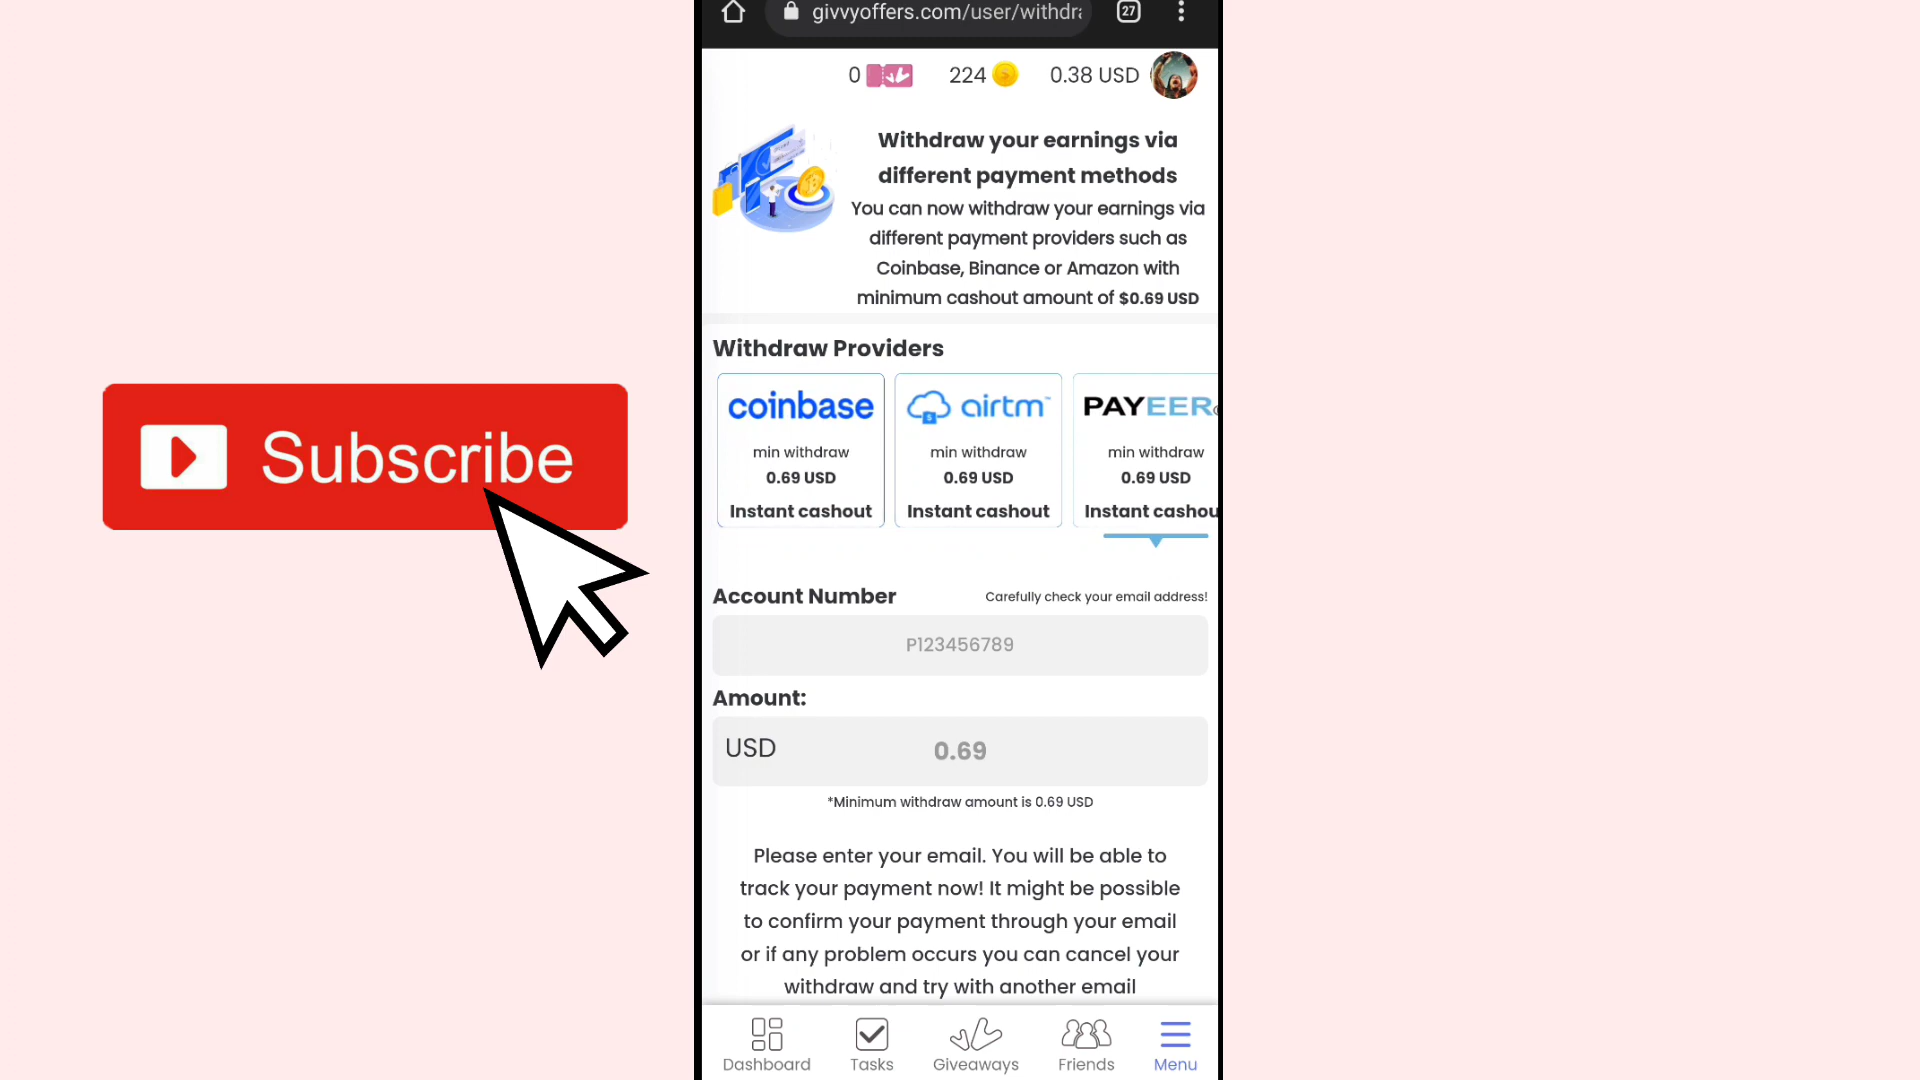 givvyoffers.com/user/withdra
27
0
224
0.38 USD
Withdraw your earnings via
different payment methods
You can now withdraw your earnings via
different payment providers such as
Coinbase, Binance or Amazon with
minimum cashout amount of $0.69 USD
Withdraw Providers
coinbase
min withdraw
0.69 USD
Instant cashout
airtm™
min withdraw
0.69 USD
Instant cashout
PAYEER
min withdraw
0.69 USD
Instant cashou
Subscribe
Account Number
Carefully check your email address!
P123456789
Amount:
USD
0.69
*Minimum withdraw amount is 0.69 USD
Please enter your email. You will be able to
track your payment now! It might be possible
to confirm your payment through your email
or if any problem occurs you can cancel your
withdraw and try with another email
Dashboard
Tasks
Giveaways
Friends
Menu